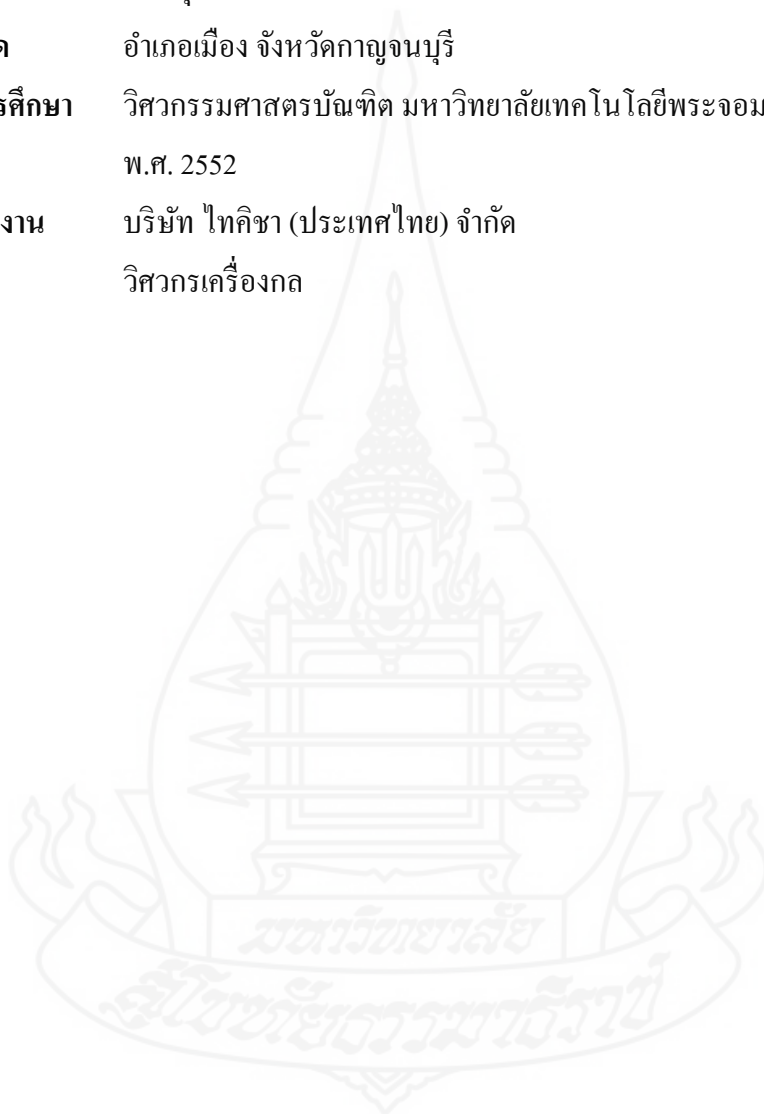 ด อำเภอเมือง จังหวัดกาญจนบุรี
รศึกษา วิศวกรรมศาสตรบัณฑิต มหาวิทยาลัยเทคโนโลยีพระจอม
พ.ศ. 2552
งาน บริษัท ไทคิชา (ประเทศไทย) จำกัด
วิศวกรเครื่องกล
มหาวิทยาลัย
สุโขทัยธรรมาธิราช